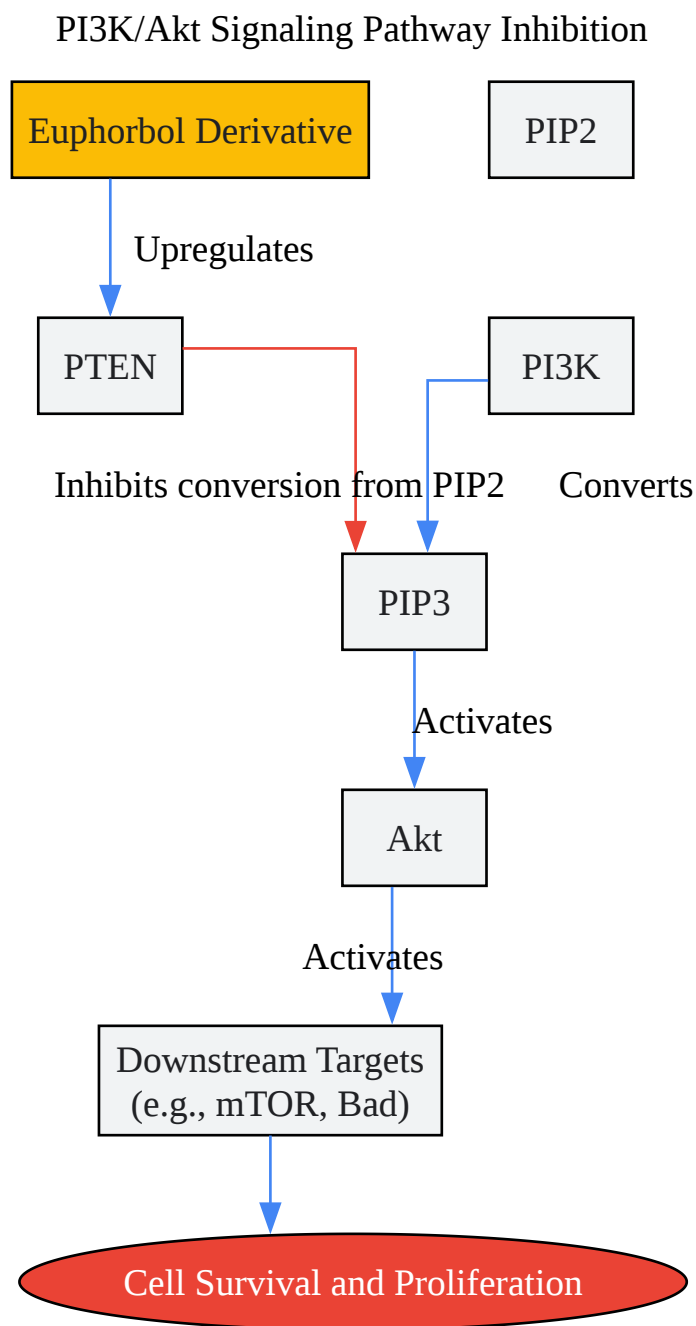 PI3K/Akt Signaling Pathway Inhibition
Euphorbol Derivative
PIP2
Upregulates
PTEN
PI3K
Inhibits conversion from PIP2
Converts
PIP3
Activates
Akt
Activates
Downstream Targets
(e.g., mTOR, Bad)
Cell Survival and Proliferation